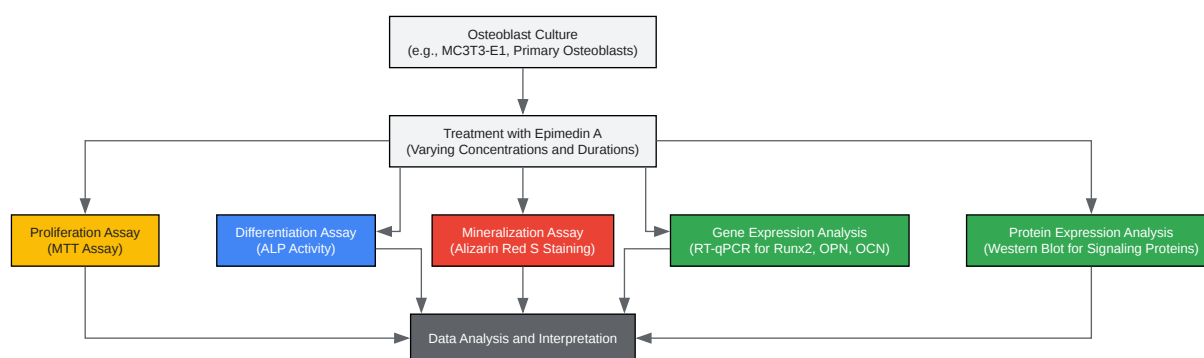 Osteoblast Culture
(e.g., MC3T3-E1, Primary Osteoblasts)
Treatment with Epimedin A
(Varying Concentrations and Durations)
Proliferation Assay
(MTT Assay)
Differentiation Assay
(ALP Activity)
Mineralization Assay
(Alizarin Red S Staining)
Gene Expression Analysis
(RT-qPCR for Runx2, OPN, OCN)
Protein Expression Analysis
(Western Blot for Signaling Proteins)
Data Analysis and Interpretation